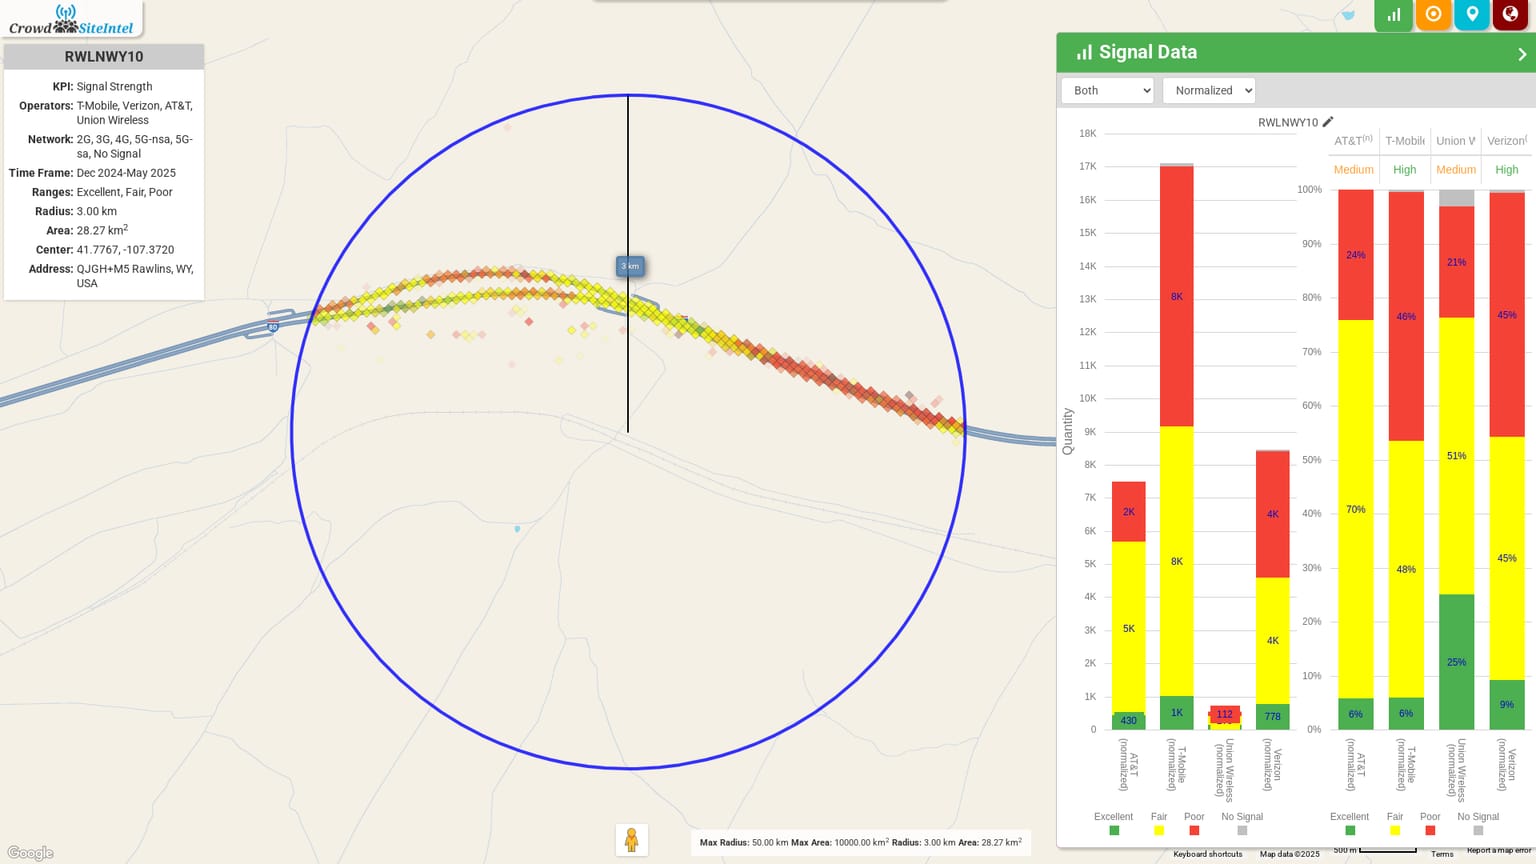 Crowd SiteIntel
RWLNWY10
KPI: Signal Strength
Operators: T-Mobile, Verizon, AT&T,
Union Wireless
Network: 2G, 3G, 4G, 5G-nsa, 5G-
sa, No Signal
Time Frame: Dec 2024-May 2025
Ranges: Excellent, Fair, Poor
Radius: 3.00 km
Area: 28.27 km²
Center: 41.7767, -107.3720
Address: QJGH+M5 Rawlins, WY,
USA
80
3 km
Signal Data
Both
Normalized
RWLNWY10
Quantity
18K
17K
16K
15K
14K
13K
12K
11K
10K
9K
8K
7K
6K
5K
4K
3K
2K
1K
0
2K
5K
430
8K
8K
1K
112
4K
4K
778
AT&T
(normalized)
T-Mobile
(normalized)
Union Wireless
(normalized)
Verizon
(normalized)
Excellent
Fair
Poor
No Signal
AT&T(n)
T-Mobile
Union W
Verizon(
Medium
High
Medium
High
100%
90%
80%
70%
60%
50%
40%
30%
20%
10%
0%
24%
70%
6%
46%
48%
6%
21%
51%
25%
45%
45%
9%
AT&T
(normalized)
T-Mobile
(normalized)
Union Wireless
(normalized)
Verizon
(normalized)
Excellent
Fair
Poor
No Signal
Google
Max Radius: 50.00 km Max Area: 10000.00 km² Radius: 3.00 km Area: 28.27 km²
Keyboard shortcuts
Map data ©2025
500 m
Terms
Report a map error